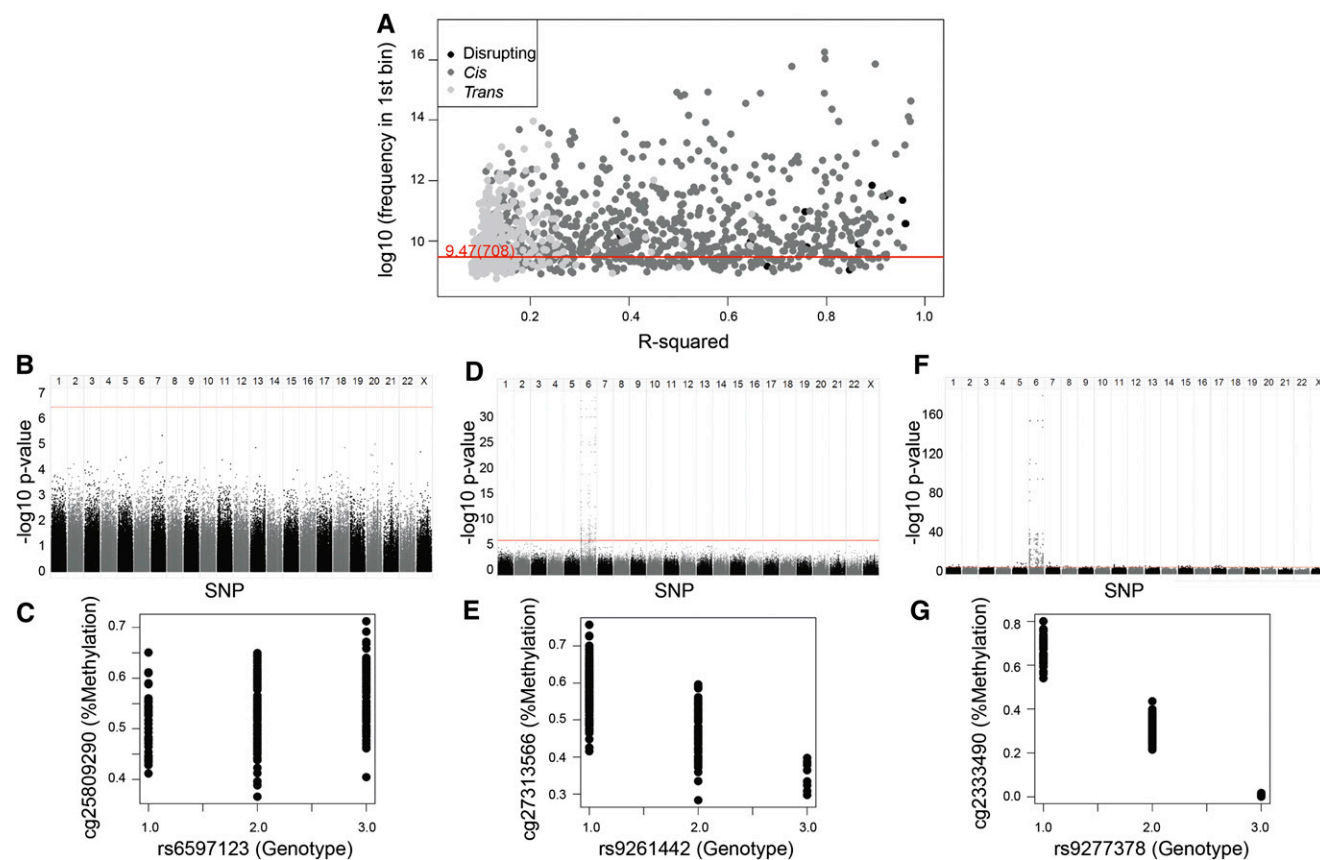 A
log10 (frequency in 1st bin)
16
14
12
10
Disrupting
Cis
Trans
9.47(708)
0.2 0.4 0.6 0.8 1.0
R-squared
B
1 2 3 4 5 6 7 8 9 10 11 12 13 14 15 16 17 18 19 20 21 22 X
-log10 p-value
7
6
5
4
3
2
1
0
SNP
D
1 2 3 4 5 6 7 8 9 10 11 12 13 14 15 16 17 18 19 20 21 22 X
-log10 p-value
30
25
20
15
10
5
0
SNP
F
1 2 3 4 5 6 7 8 9 10 11 12 13 14 15 16 17 18 19 20 21 22 X
-log10 p-value
160
120
80
40
0
SNP
C
cg25809290 (%Methylation)
0.7
0.6
0.5
0.4
1.0 2.0 3.0
rs6597123 (Genotype)
E
cg27313566 (%Methylation)
0.7
0.6
0.5
0.4
0.3
1.0 2.0 3.0
rs9261442 (Genotype)
G
cg2333490 (%Methylation)
0.8
0.6
0.4
0.2
0.0
1.0 2.0 3.0
rs9277378 (Genotype)